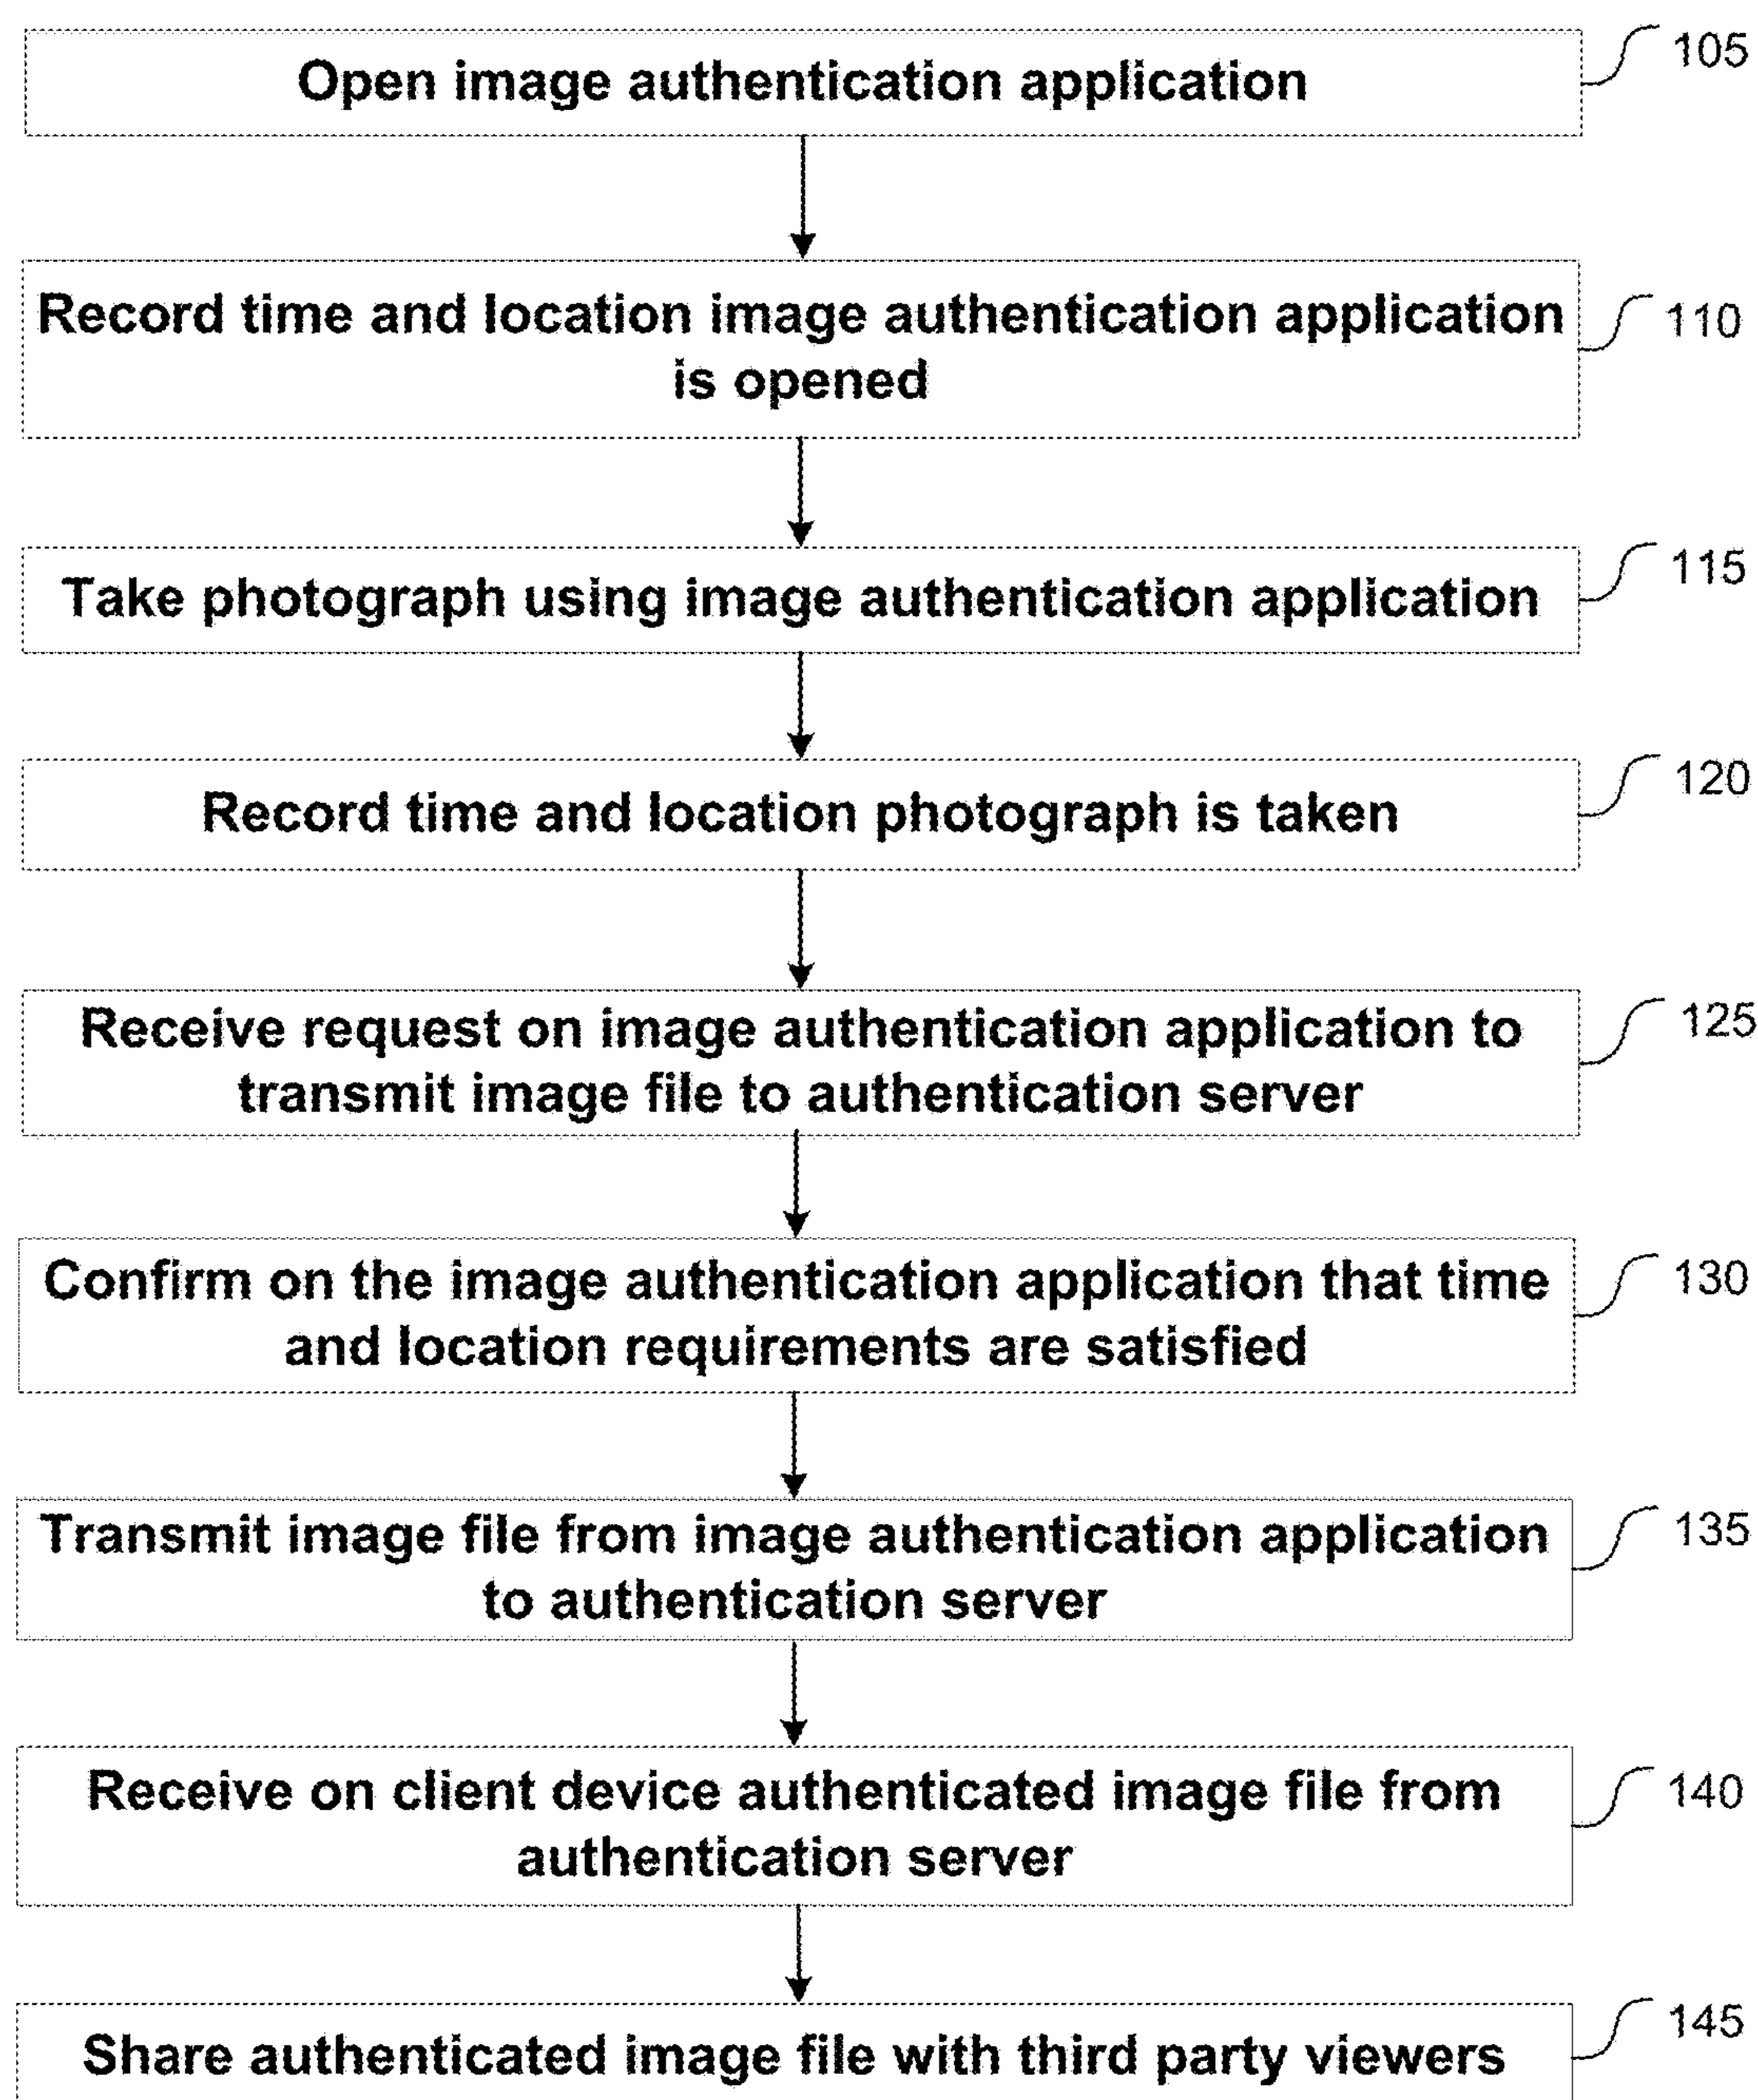 Open image authentication application
105
Record time and location image authentication application
is opened
110
Take photograph using image authentication application
115
Record time and location photograph is taken
120
Receive request on image authentication application to
transmit image file to authentication server
125
Confirm on the image authentication application that time
and location requirements are satisfied
130
Transmit image file from image authentication application
to authentication server
135
Receive on client device authenticated image file from
authentication server
140
Share authenticated image file with third party viewers
145